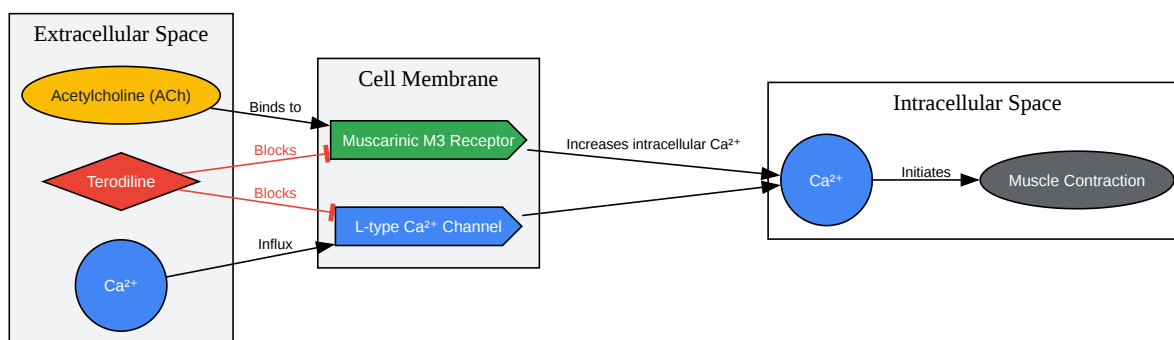 Extracellular Space
Acetylcholine (ACh)
Terodiline
Ca²⁺
Binds to
Blocks
Blocks
Influx
Cell Membrane
Muscarinic M3 Receptor
L-type Ca²⁺ Channel
Increases intracellular Ca²⁺
Intracellular Space
Ca²⁺
Initiates
Muscle Contraction